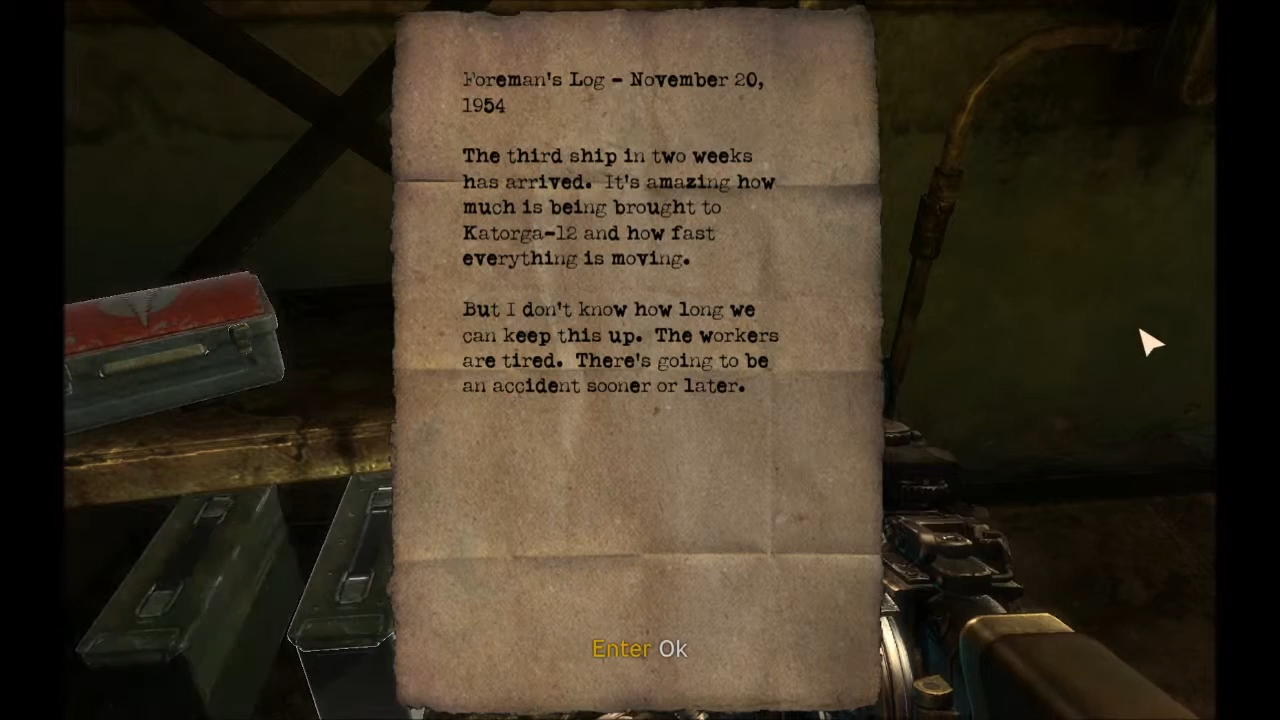 Foreman's Log - November 20,
1954
The third ship in two weeks
has arrived. It's amazing how
much is being brought to
Katorga-12 and how fast
everything is moving.
But I don't know how long we
can keep this up. The workers
are tired. There's going to be
an accident sooner or later.
Enter Ok